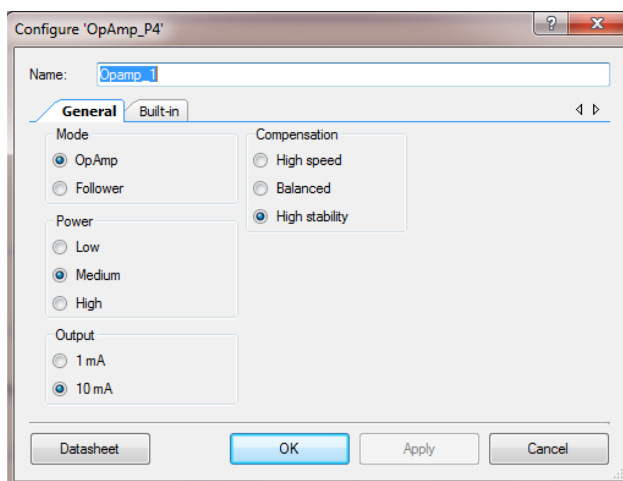 Configure 'OpAmp_P4'
Name: Opamp_1
General Built-in
Mode
OpAmp
Follower
Compensation
High speed
Balanced
High stability
Power
Low
Medium
High
Output
1 mA
10 mA
Datasheet OK Apply Cancel